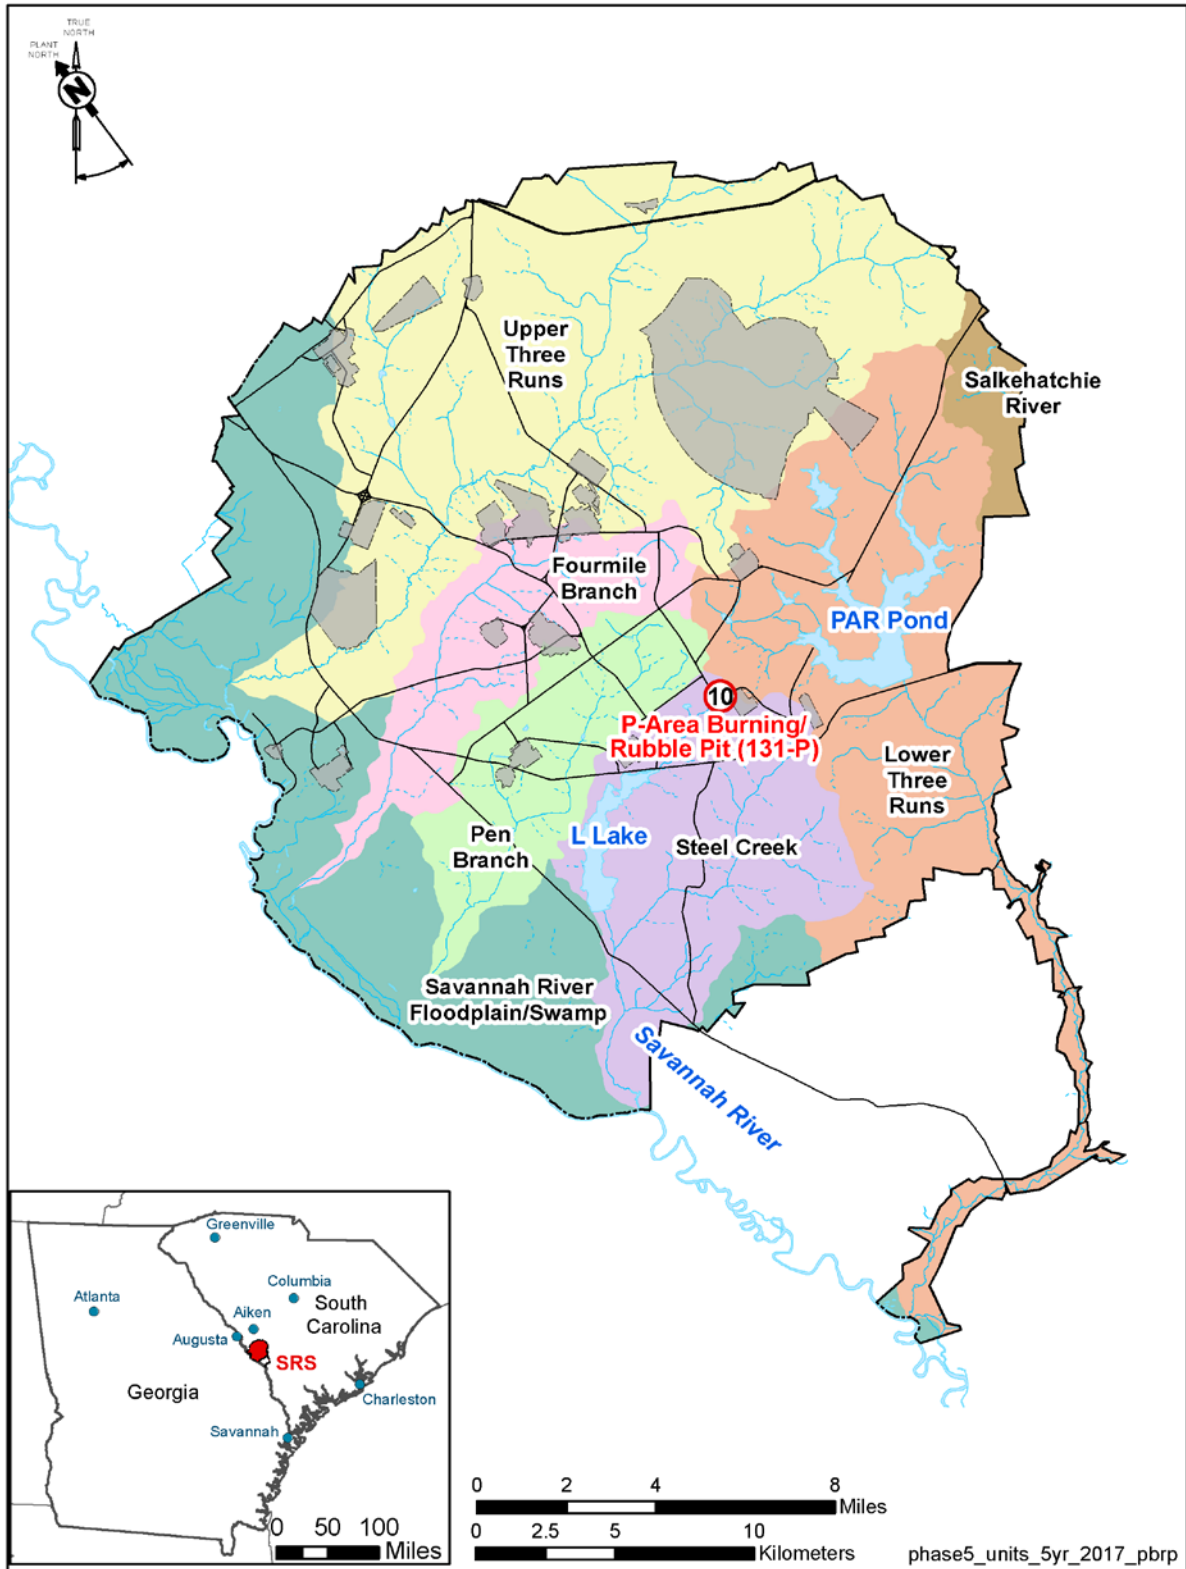 TRUE
NORTH
PLANT
NORTH
N
Upper
Three
Runs
Salkehatchie
River
Fourmile
Branch
PAR Pond
10
P-Area Burning/
Rubble Pit (131-P)
Lower
Three
Runs
L Lake
Pen
Branch
Steel Creek
Savannah River
Floodplain/Swamp
Savannah River
Greenville
Columbia
Atlanta
Aiken
South
Carolina
Augusta
SRS
Georgia
Charleston
Savannah
0 50 100
Miles
0 2 4 8
Miles
0 2.5 5 10
Kilometers
phase5_units_5yr_2017_pbrp